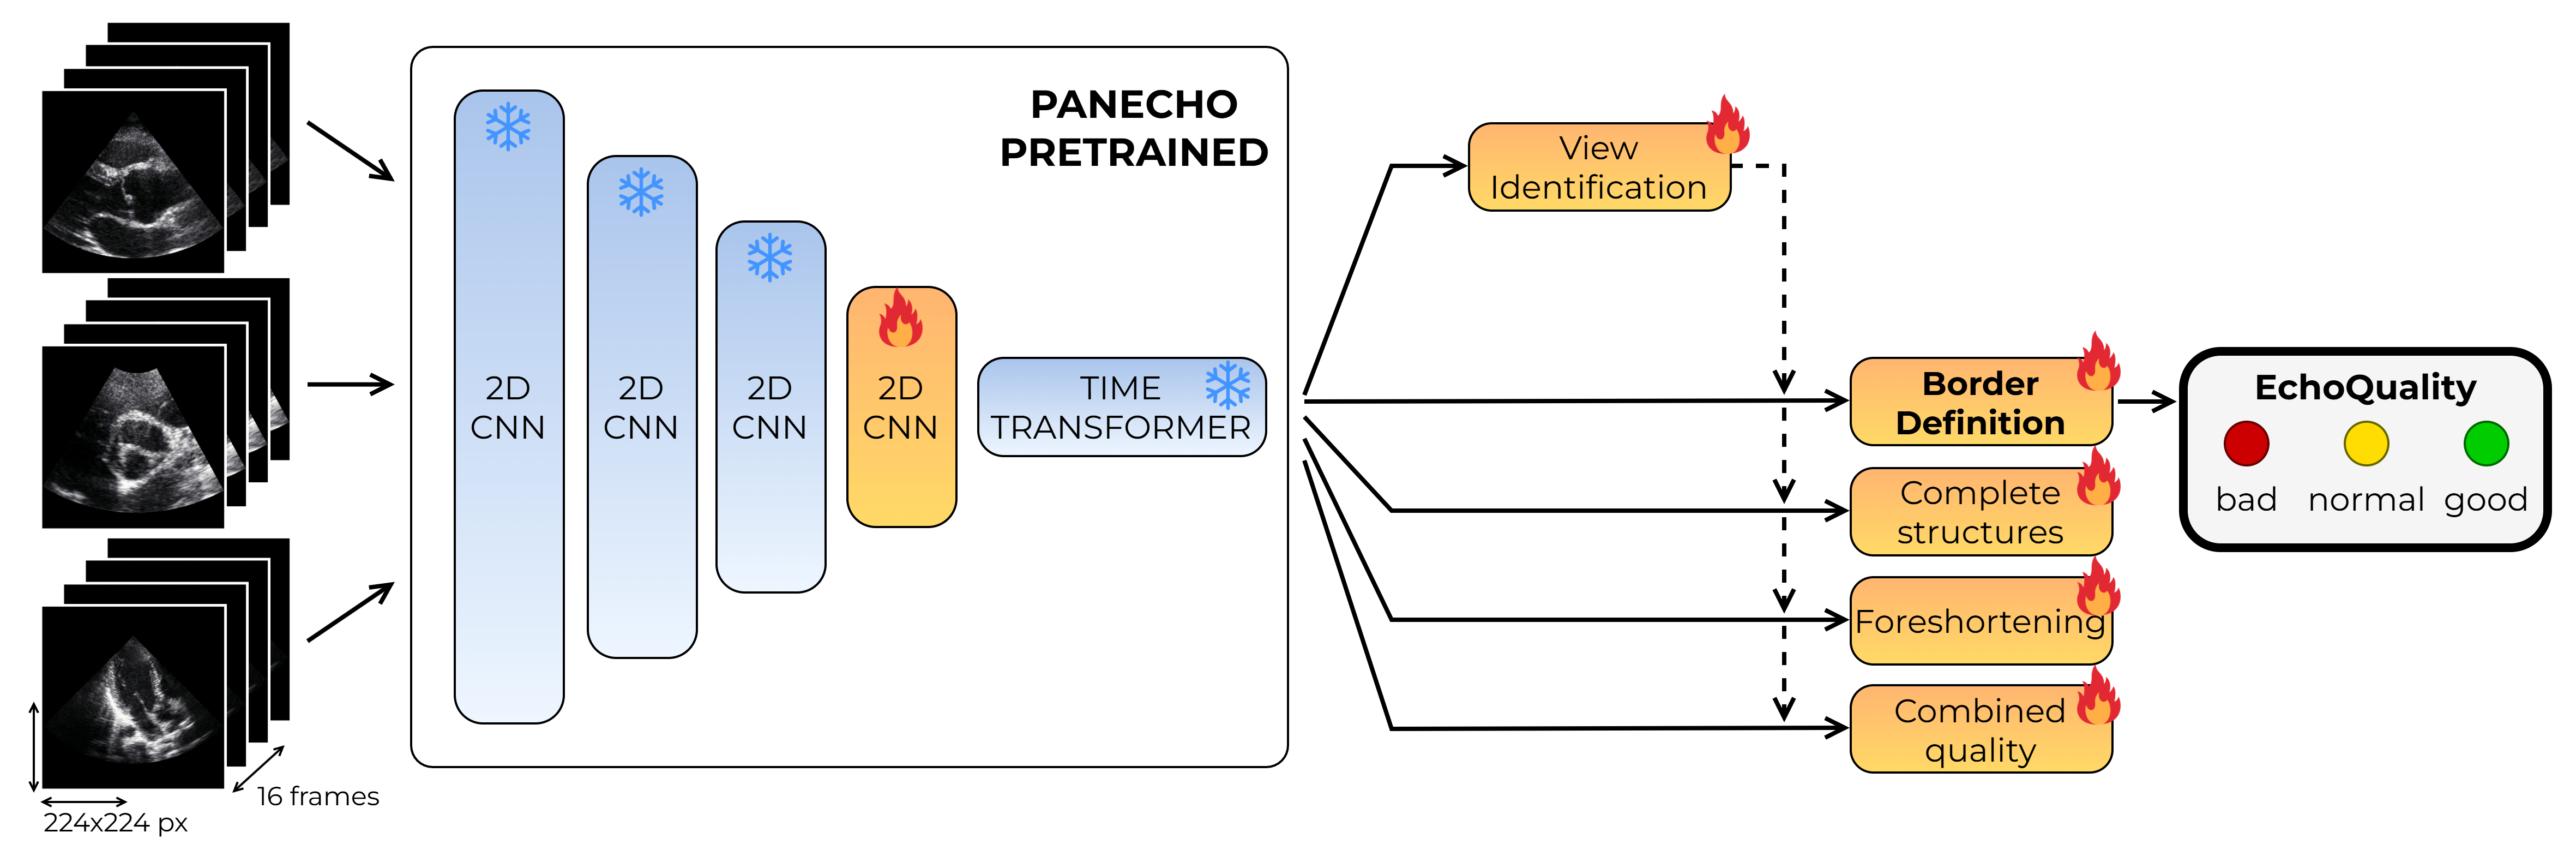 224x224 px
16 frames
PANECHO
PRETRAINED
2D
CNN
2D
CNN
2D
CNN
2D
CNN
TIME
TRANSFORMER
View
Identification
Border
Definition
Complete
structures
Foreshortening
Combined
quality
EchoQuality
bad normal good